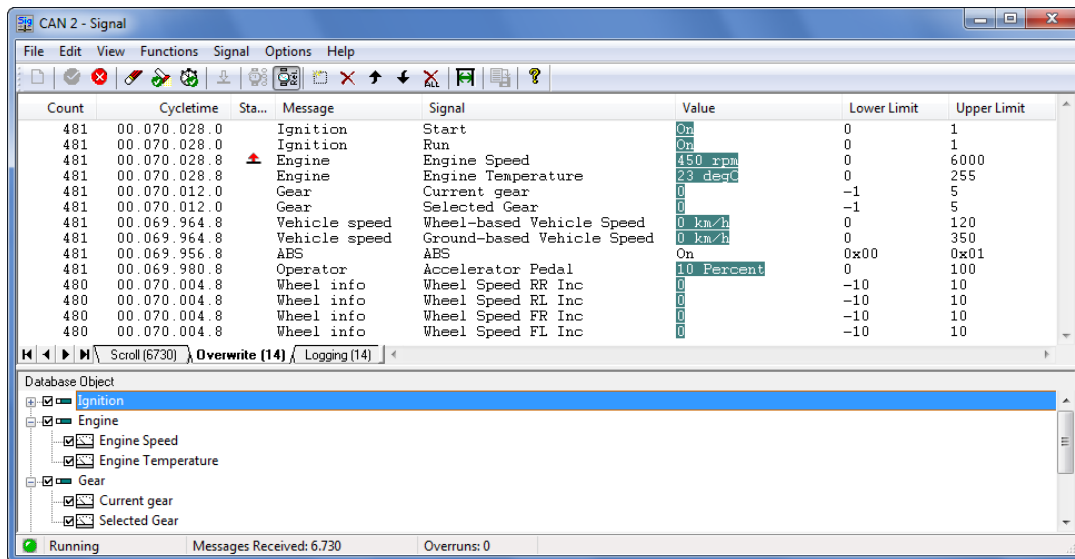 CAN 2 - Signal
File Edit View Functions Signal Options Help
Count Cycletime Sta... Message Signal Value Lower Limit Upper Limit
481 00.070.028.0 Ignition Start On 0 1
481 00.070.028.0 Ignition Run On 0 1
481 00.070.028.8 Engine Engine Speed 450 rpm 0 6000
481 00.070.028.8 Engine Engine Temperature 23 degC 0 255
481 00.070.012.0 Gear Current gear 0 -1 5
481 00.070.012.0 Gear Selected Gear 0 -1 5
481 00.069.964.8 Vehicle speed Wheel-based Vehicle Speed 0 km/h 0 120
481 00.069.964.8 Vehicle speed Ground-based Vehicle Speed 0 km/h 0 350
481 00.069.956.8 ABS ABS On 0x00 0x01
481 00.069.980.8 Operator Accelerator Pedal 10 Percent 0 100
480 00.070.004.8 Wheel info Wheel Speed RR Inc 0 -10 10
480 00.070.004.8 Wheel info Wheel Speed RL Inc 0 -10 10
480 00.070.004.8 Wheel info Wheel Speed FR Inc 0 -10 10
480 00.070.004.8 Wheel info Wheel Speed FL Inc 0 -10 10
Scroll (6730) Overwrite (14) Logging (14)
Database Object
Ignition
Engine
Engine Speed
Engine Temperature
Gear
Current gear
Selected Gear
Running Messages Received: 6.730 Overruns: 0